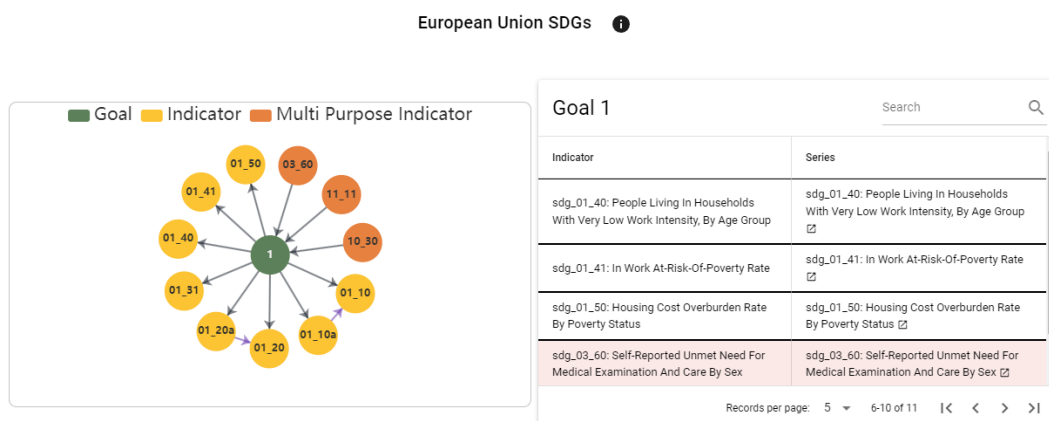 European Union SDGs
Goal Indicator Multi Purpose Indicator
01_50
03_60
01_41
11_11
01_40
10_30
1
01_31
01_10
01_20a
01_10a
01_20
Goal 1
Search
Indicator
Series
sdg_01_40: People Living In Households
With Very Low Work Intensity, By Age Group
sdg_01_40: People Living In Households
With Very Low Work Intensity, By Age Group
sdg_01_41: In Work At-Risk-Of-Poverty Rate
sdg_01_41: In Work At-Risk-Of-Poverty Rate
sdg_01_50: Housing Cost Overburden Rate
By Poverty Status
sdg_01_50: Housing Cost Overburden Rate
By Poverty Status
sdg_03_60: Self-Reported Unmet Need For
Medical Examination And Care By Sex
sdg_03_60: Self-Reported Unmet Need For
Medical Examination And Care By Sex
Records per page: 5 6-10 of 11